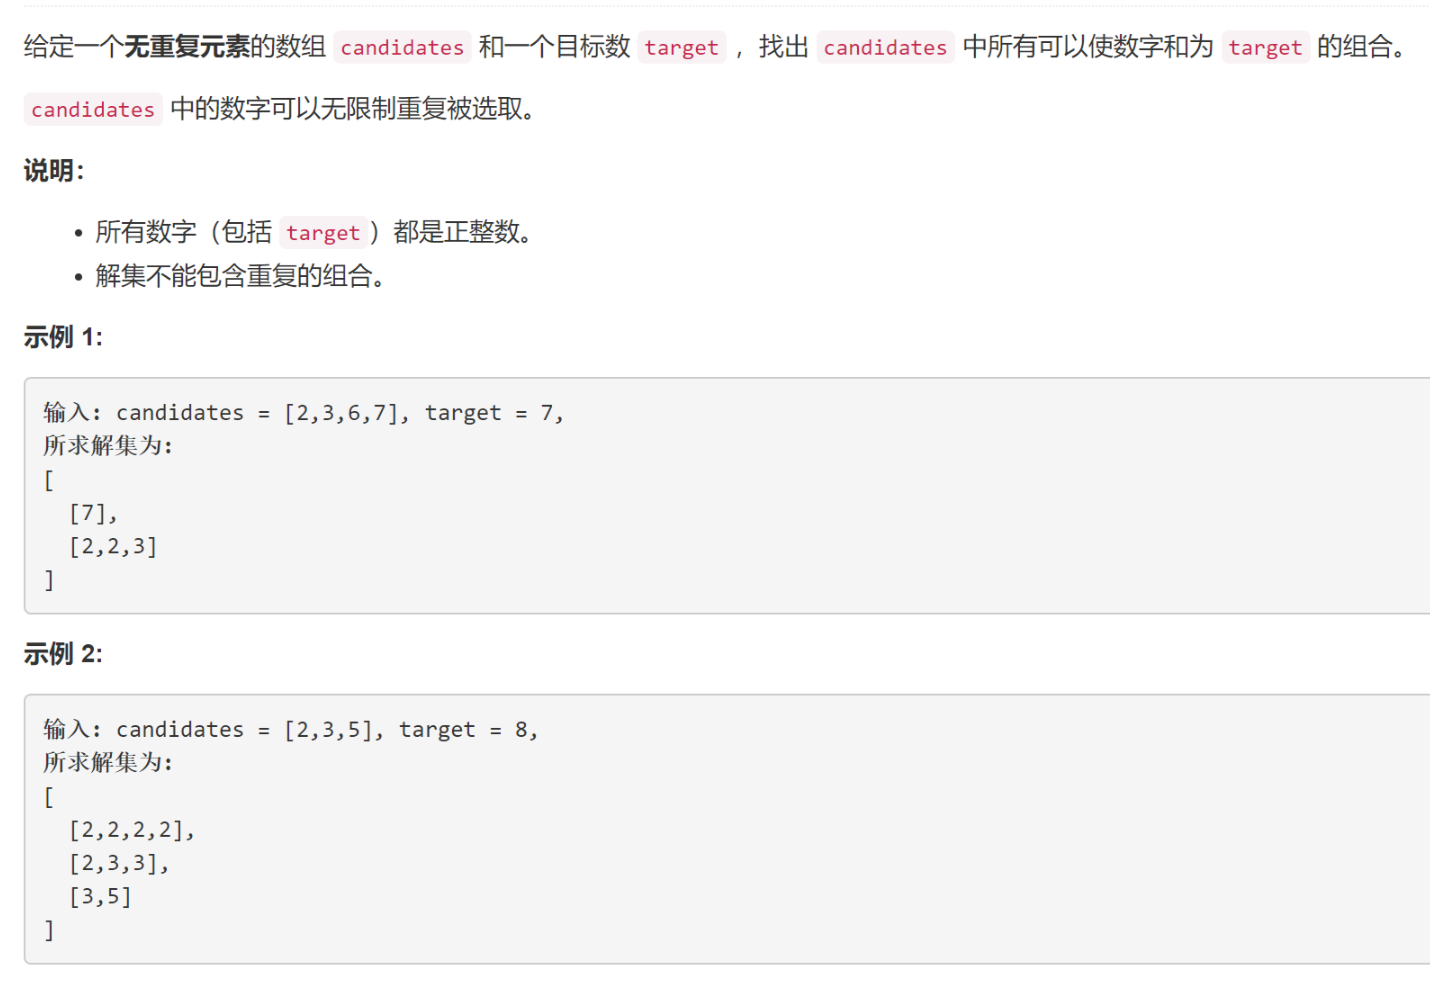 给定一个无重复元素的数组 candidates 和一个目标数 target ，找出 candidates 中所有可以使数字和为 target 的组合。
candidates 中的数字可以无限制重复被选取。
说明：
• 所有数字（包括 target）都是正整数。
• 解集不能包含重复的组合。
示例 1:
输入: candidates = [2,3,6,7], target = 7,
所求解集为:
[
  [7],
  [2,2,3]
]
示例 2:
输入: candidates = [2,3,5], target = 8,
所求解集为:
[
  [2,2,2,2],
  [2,3,3],
  [3,5]
]